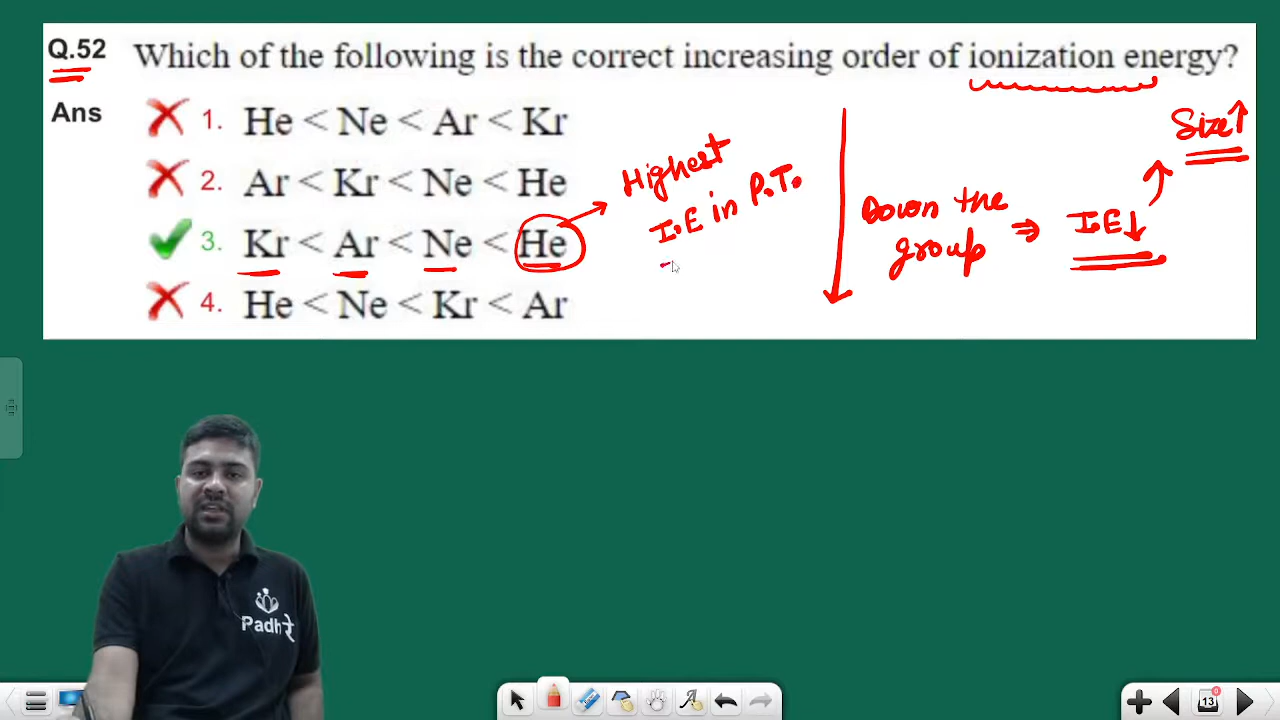 Q.52 Which of the following is the correct increasing order of ionization energy?
Ans
1. He < Ne < Ar < Kr
2. Ar < Kr < Ne < He
3. Kr < Ar < Ne < He
4. He < Ne < Kr < Ar
Highest
I.E in P.T.
Down the
group
⇒ I.E↓
Size↑
Padhरे
13
0